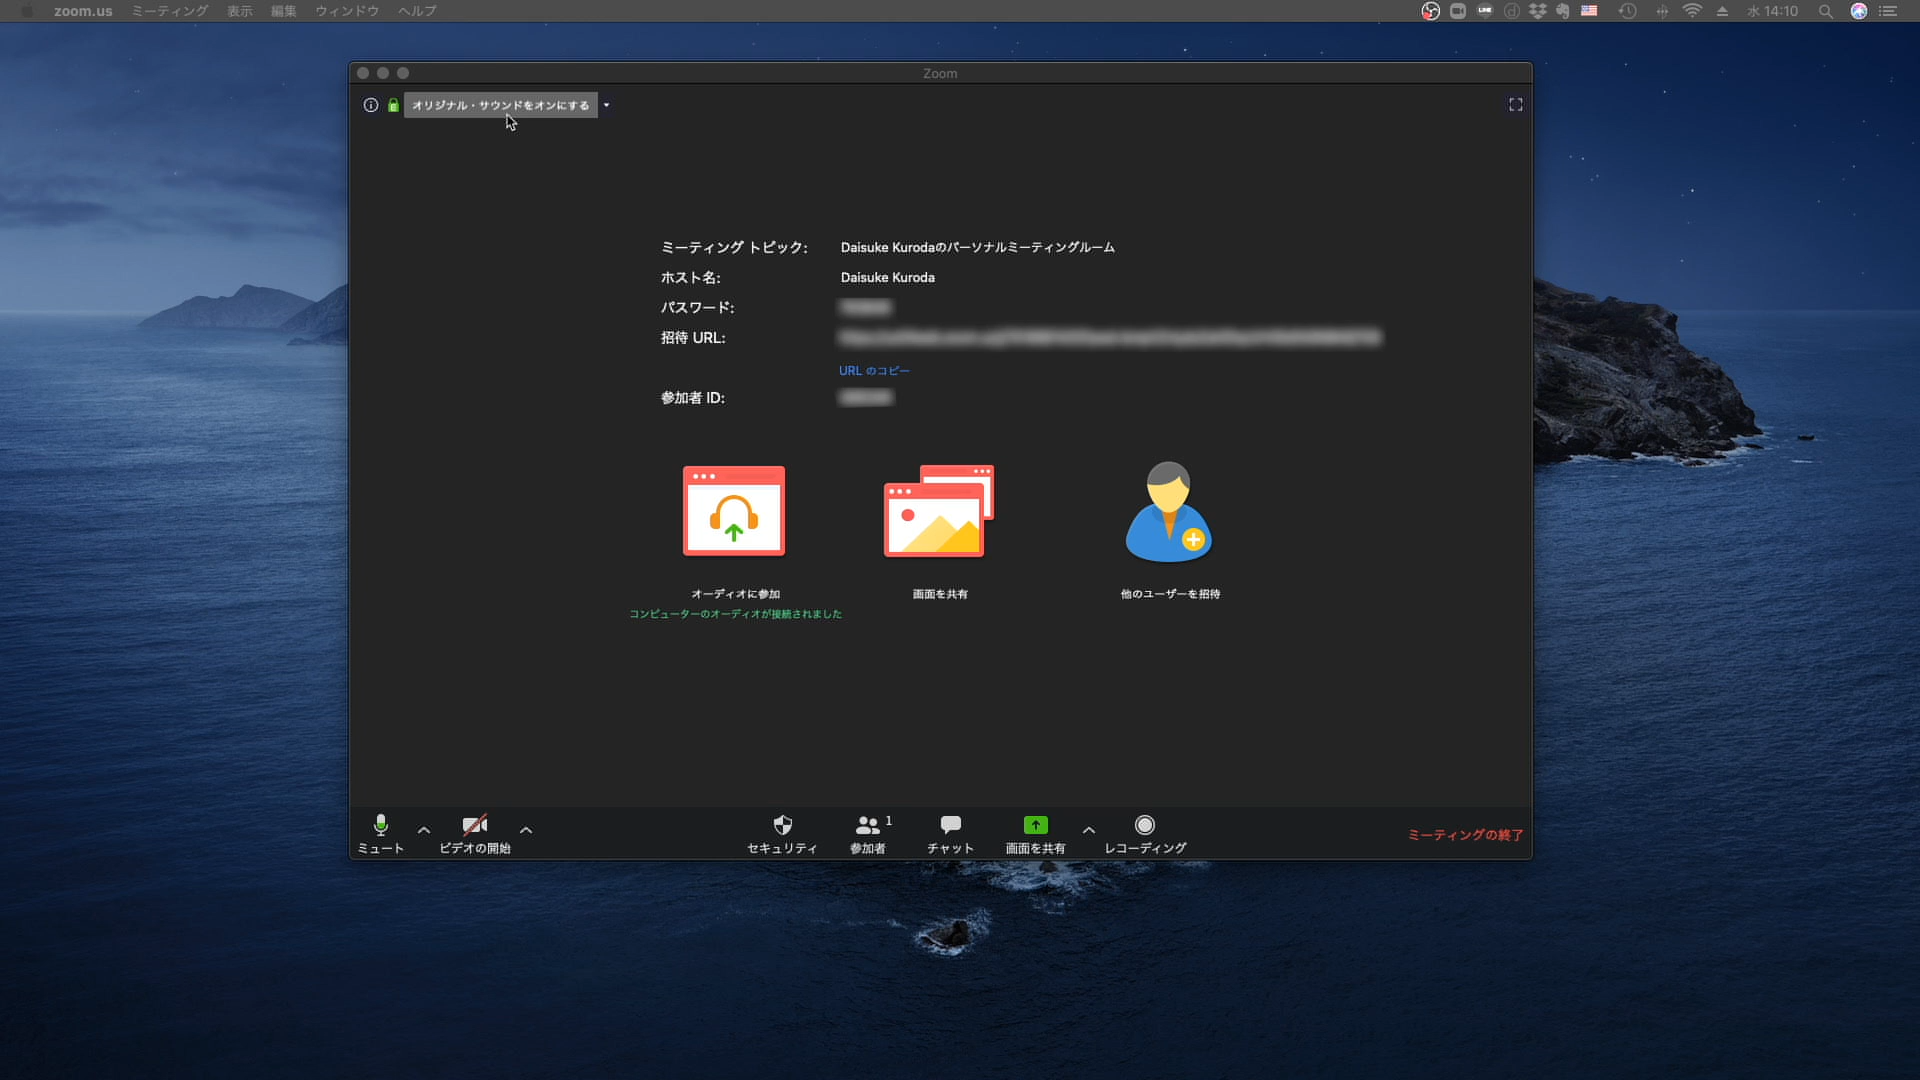 zoom.us ミーティング 表示 編集 ウィンドウ ヘルプ
LINE
水 14:10
Zoom
オリジナル・サウンドをオンにする
ミーティング トピック: Daisuke Kurodaのパーソナルミーティングルーム
ホスト名: Daisuke Kuroda
パスワード:
招待 URL:
URL のコピー
参加者 ID:
オーディオに参加
コンピューターのオーディオが接続されました
画面を共有
他のユーザーを招待
ミュート
ビデオの開始
セキュリティ
1
参加者
チャット
画面を共有
レコーディング
ミーティングの終了